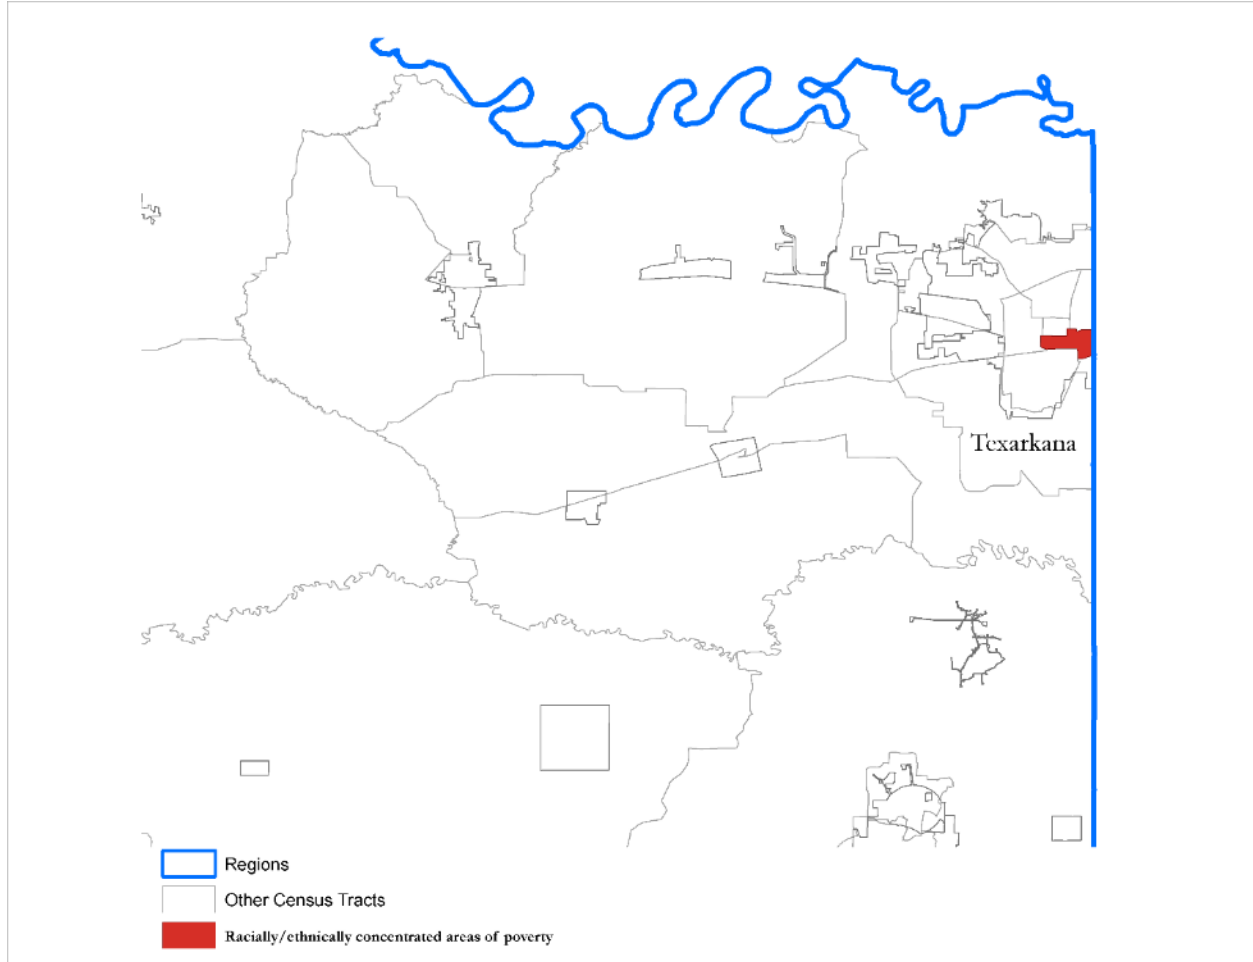 Texarkana
Regions
Other Census Tracts
Racially/ethnically concentrated areas of poverty